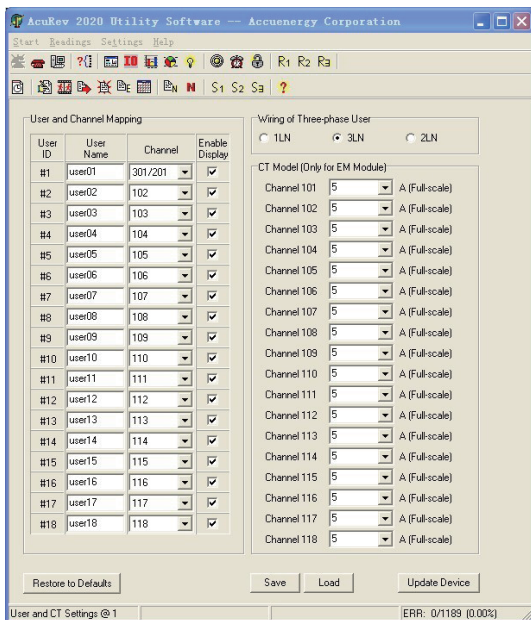 AcuRev 2020 Utility Software -- Accuenergy Corporation
Start Readings Settings Help
?{} IO R1 R2 R3
BE BN N S1 S2 S3 ?
User and Channel Mapping
User ID User Name Channel Enable Display
#1 user01 301/201
#2 user02 102
#3 user03 103
#4 user04 104
#5 user05 105
#6 user06 106
#7 user07 107
#8 user08 108
#9 user09 109
#10 user10 110
#11 user11 111
#12 user12 112
#13 user13 113
#14 user14 114
#15 user15 115
#16 user16 116
#17 user17 117
#18 user18 118
Wiring of Three-phase User
1LN 3LN 2LN
CT Model (Only for EM Module)
Channel 101 5 A (Full-scale)
Channel 102 5 A (Full-scale)
Channel 103 5 A (Full-scale)
Channel 104 5 A (Full-scale)
Channel 105 5 A (Full-scale)
Channel 106 5 A (Full-scale)
Channel 107 5 A (Full-scale)
Channel 108 5 A (Full-scale)
Channel 109 5 A (Full-scale)
Channel 110 5 A (Full-scale)
Channel 111 5 A (Full-scale)
Channel 112 5 A (Full-scale)
Channel 113 5 A (Full-scale)
Channel 114 5 A (Full-scale)
Channel 115 5 A (Full-scale)
Channel 116 5 A (Full-scale)
Channel 117 5 A (Full-scale)
Channel 118 5 A (Full-scale)
Restore to Defaults Save Load Update Device
User and CT Settings @ 1 ERR: 0/1189 (0.00%)